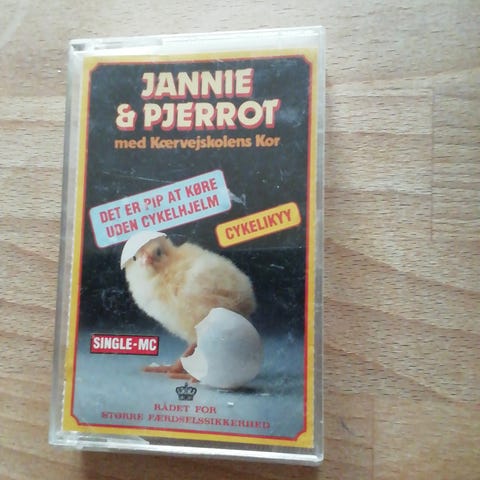 JANNIE
& PJERROT
med Kærvejskolens Kor
DET ER PIP AT KØRE
UDEN CYKELHJELM
CYKELIKYY
SINGLE-MC
RÅDET FOR
STØRRE FÆRDSELSSIKKERHED